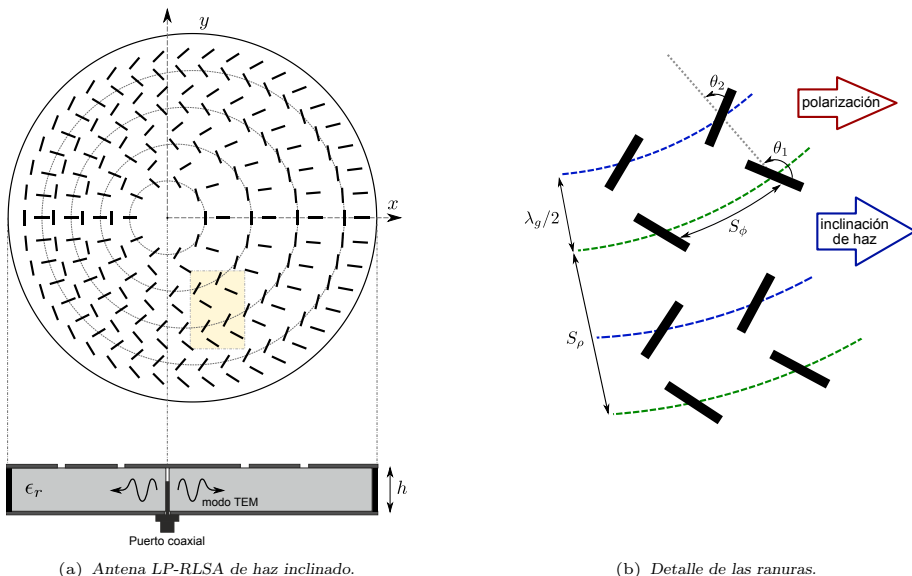 y
x
ϵ_r
modo TEM
h
Puerto coaxial
(a) Antena LP-RLSA de haz inclinado.
θ_2
polarización
θ_1
λ_g/2
S_ϕ
inclinación
de haz
S_ρ
(b) Detalle de las ranuras.